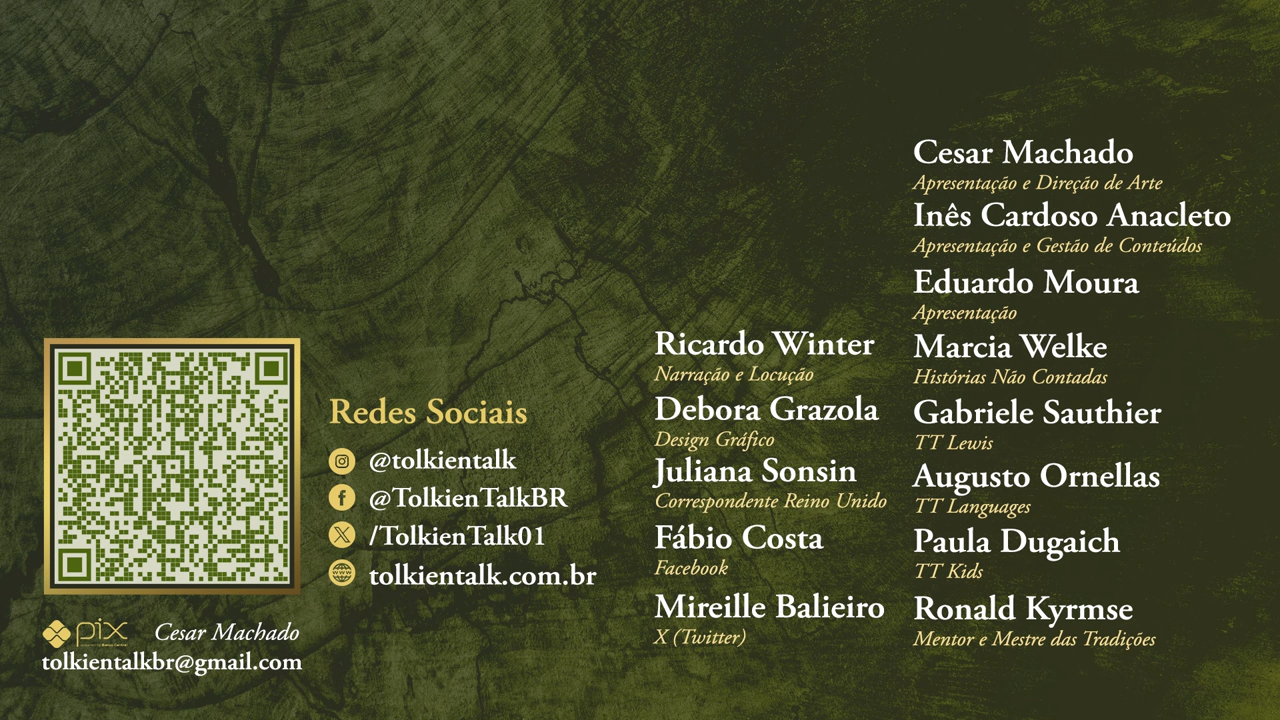 pix
Cesar Machado
tolkientalkbr@gmail.com
Redes Sociais
@tolkientalk
@TolkienTalkBR
/TolkienTalk01
tolkientalk.com.br
Ricardo Winter
Narração e Locução
Debora Grazola
Design Gráfico
Juliana Sonsin
Correspondente Reino Unido
Fábio Costa
Facebook
Mireille Balieiro
X (Twitter)
Cesar Machado
Apresentação e Direção de Arte
Inês Cardoso Anacleto
Apresentação e Gestão de Conteúdos
Eduardo Moura
Apresentação
Marcia Welke
Histórias Não Contadas
Gabriele Sauthier
TT Lewis
Augusto Ornellas
TT Languages
Paula Dugaich
TT Kids
Ronald Kyrmse
Mentor e Mestre das Tradições